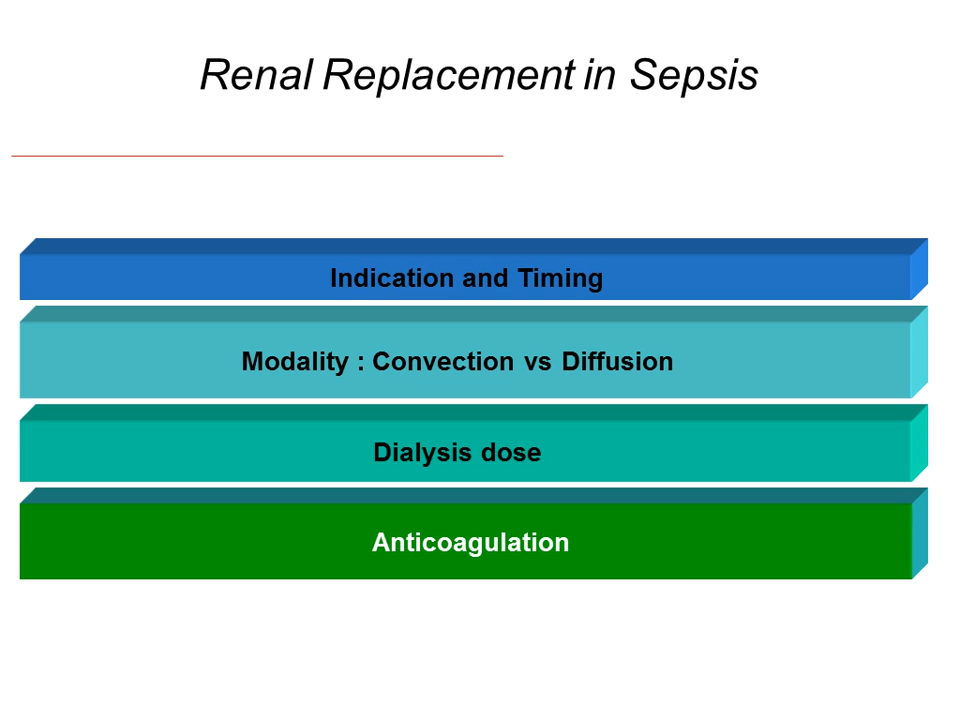 Renal Replacement in Sepsis
Indication and Timing
Modality : Convection vs Diffusion
Dialysis dose
Anticoagulation